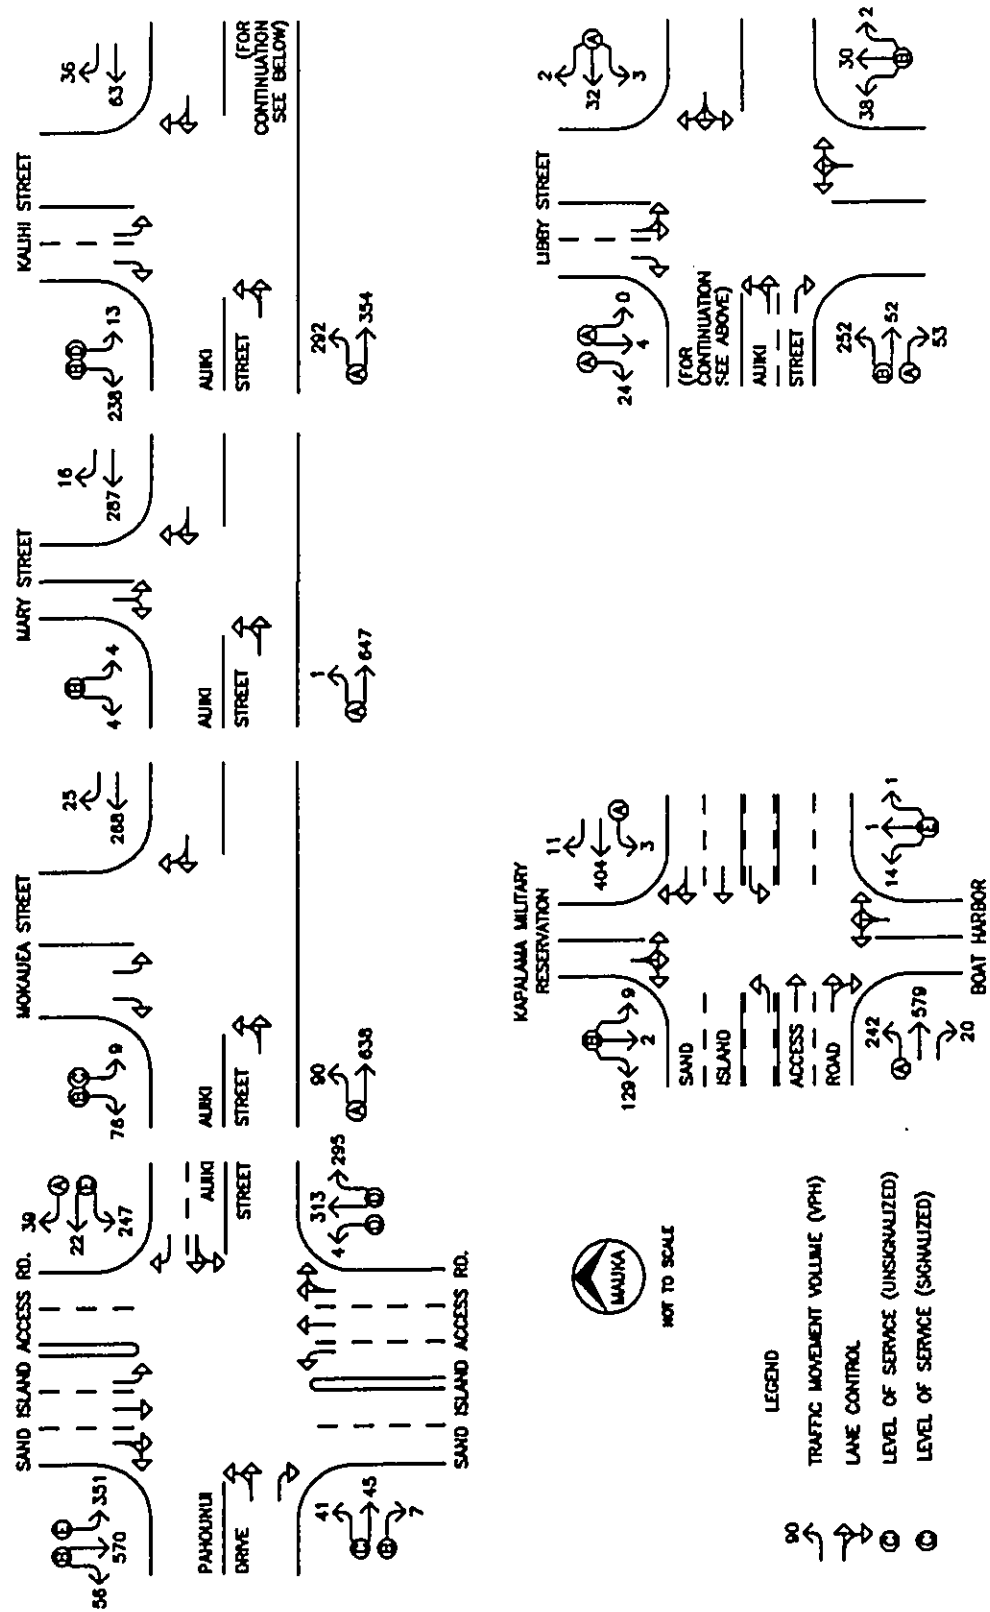 SAND ISLAND ACCESS RD.
56
B
E
351
570
39
22
247
A
E
PAHOUNUI
DRIVE
AUIKI
STREET
41
45
7
C
B
4
313
295
D
D
SAND ISLAND ACCESS RD.
MOKAUEA STREET
76
B
C
9
25
268
AUIKI
STREET
90
638
A
MARY STREET
4
B
4
16
287
AUIKI
STREET
1
647
A
KALIHI STREET
238
B
D
13
36
63
AUIKI
STREET
292
354
A
(FOR
CONTINUATION
SEE BELOW)
MAUKA
NOT TO SCALE
LEGEND
90
TRAFFIC MOVEMENT VOLUME (VPH)
LANE CONTROL
C
LEVEL OF SERVICE (UNSIGNALIZED)
C
LEVEL OF SERVICE (SIGNALIZED)
KAPALAMA MILITARY
RESERVATION
129
B
2
9
11
404
3
A
SAND
ISLAND
ACCESS
ROAD
242
579
20
A
14
1
1
E
BOAT HARBOR
LIBBY STREET
24
A
A
4
0
2
32
3
A
(FOR
CONTINUATION
SEE ABOVE)
AUIKI
STREET
252
52
53
B
A
38
30
2
B